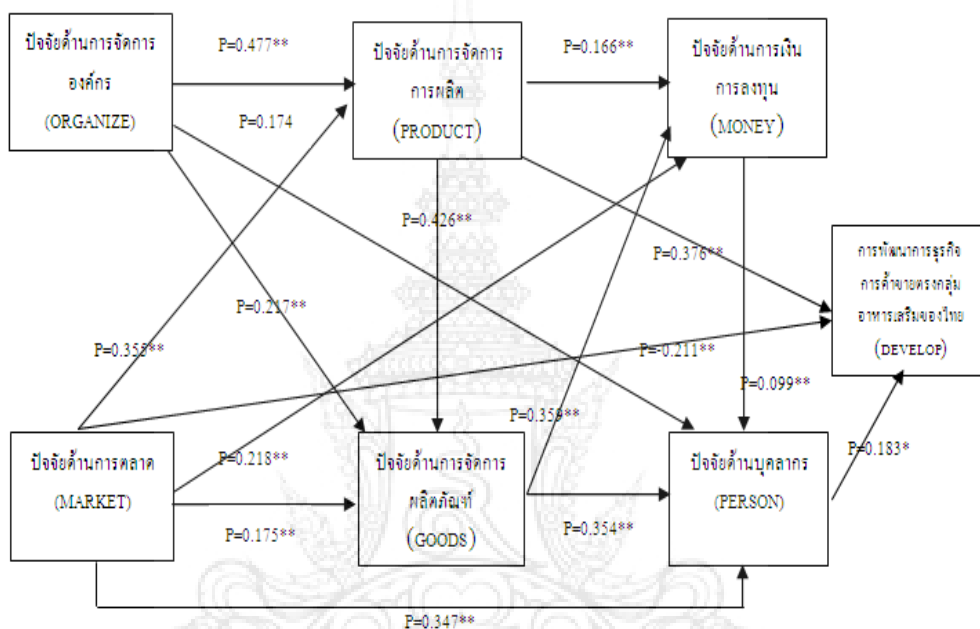 ปัจจัยด้านการจัดการ
องค์กร
(ORGANIZE)
P=0.477**
ปัจจัยด้านการจัดการ
การผลิต
(PRODUCT)
P=0.166**
ปัจจัยด้านการเงิน
การลงทุน
(MONEY)
P=0.174
P=0.426**
P=0.376**
การพัฒนาการธุรกิจ
การค้าขายตรงกลุ่ม
อาหารเสริมของไทย
(DEVELOP)
P=0.217**
P=0.355**
P=-0.211**
P=0.099**
P=0.359**
ปัจจัยด้านการตลาด
(MARKET)
P=0.218**
P=0.175**
ปัจจัยด้านการจัดการ
ผลิตภัณฑ์
(GOODS)
P=0.354**
ปัจจัยด้านบุคลากร
(PERSON)
P=0.183*
P=0.347**